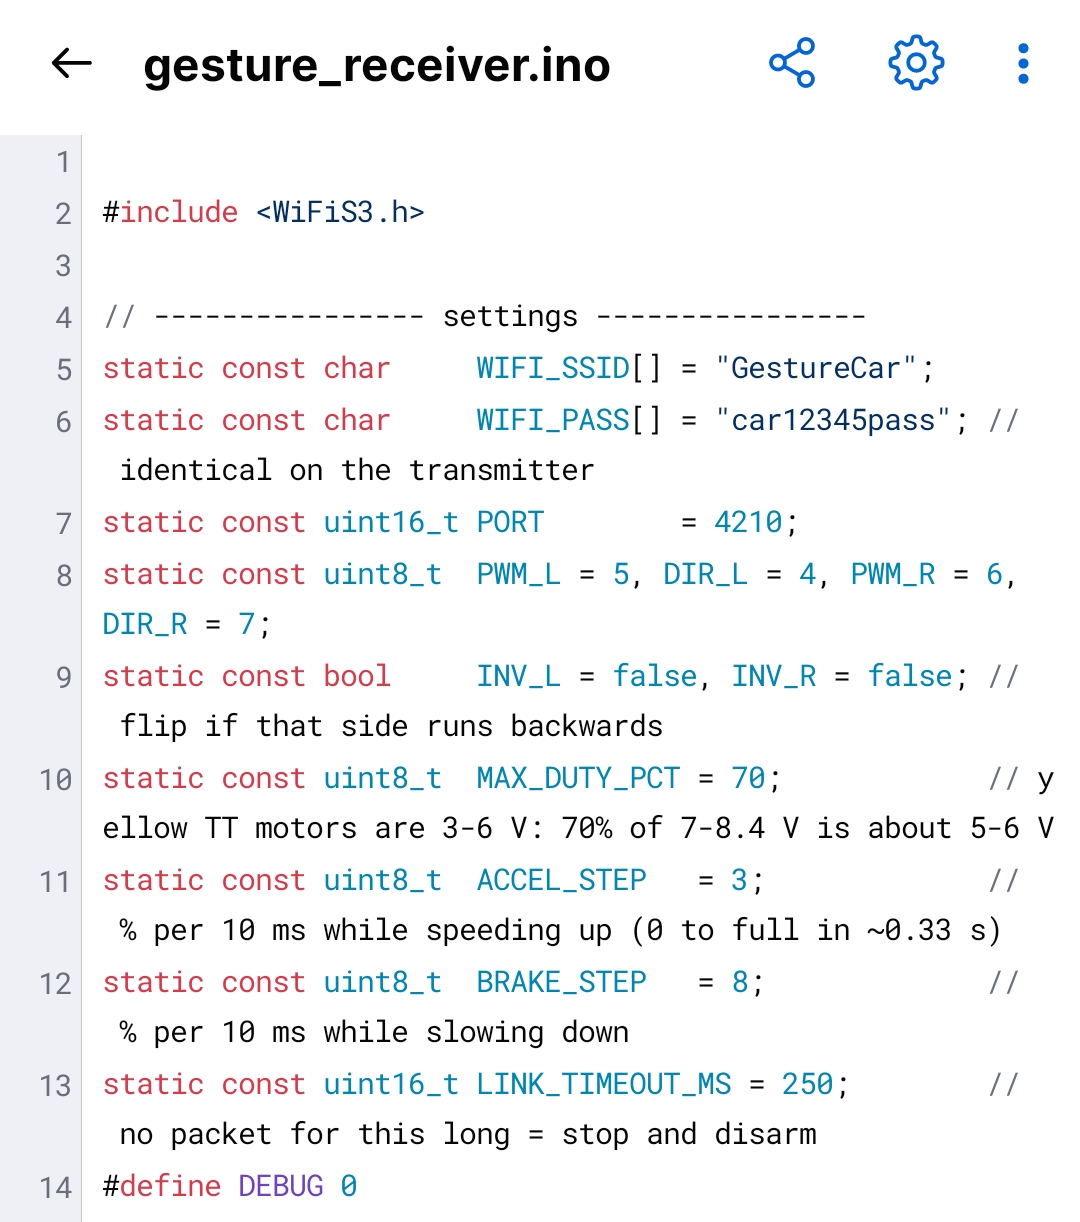 gesture_receiver.ino
1
2 #include <WiFiS3.h>
3
4 // ---------------- settings ----------------
5 static const char     WIFI_SSID[] = "GestureCar";
6 static const char     WIFI_PASS[] = "car12345pass"; //
identical on the transmitter
7 static const uint16_t PORT        = 4210;
8 static const uint8_t  PWM_L = 5, DIR_L = 4, PWM_R = 6,
DIR_R = 7;
9 static const bool     INV_L = false, INV_R = false; //
flip if that side runs backwards
10 static const uint8_t  MAX_DUTY_PCT = 70;            // y
ellow TT motors are 3-6 V: 70% of 7-8.4 V is about 5-6 V
11 static const uint8_t  ACCEL_STEP   = 3;             //
% per 10 ms while speeding up (0 to full in ~0.33 s)
12 static const uint8_t  BRAKE_STEP   = 8;             //
% per 10 ms while slowing down
13 static const uint16_t LINK_TIMEOUT_MS = 250;        //
no packet for this long = stop and disarm
14 #define DEBUG 0